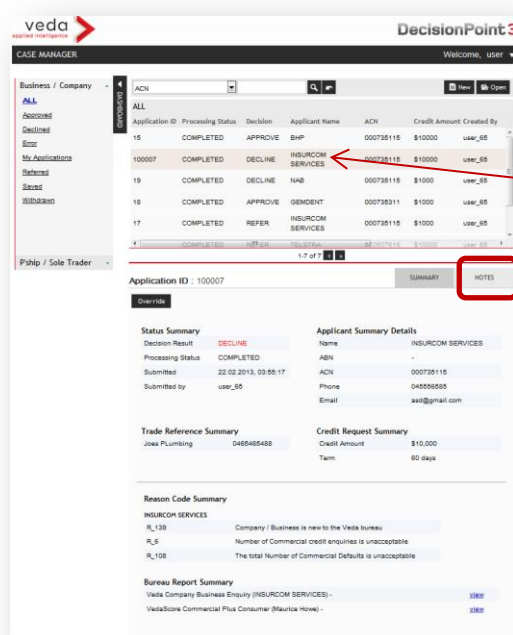 veda
applied intelligence
DecisionPoint3
CASE MANAGER
Welcome, user
Business / Company
ALL
Approved
Declined
Error
My Applications
Referred
Saved
Withdrawn
P'ship / Sole Trader
DASHBOARD
ACN
New
Open
ALL
Application ID Processing Status Decision Applicant Name ACN Credit Amount Created By
15 COMPLETED APPROVE BHP 000735115 $10000 user_65
100007 COMPLETED DECLINE INSURCOM SERVICES 000735115 $10000 user_65
19 COMPLETED DECLINE NAB 000735115 $1000 user_65
18 COMPLETED APPROVE GEMDENT 000735311 $1000 user_65
17 COMPLETED REFER INSURCOM SERVICES 000735115 $1000 user_65
COMPLETED REFER TELSTRA $10000 user_65
1-7 of 7
Application ID : 100007
SUMMARY
NOTES
Override
Status Summary
Decision Result DECLINE
Processing Status COMPLETED
Submitted 22.02.2013, 03:55:17
Submitted by user_65
Applicant Summary Details
Name INSURCOM SERVICES
ABN -
ACN 000735115
Phone 045556585
Email asd@gmail.com
Trade Reference Summary
Joes PLumbing 0465465488
Credit Request Summary
Credit Amount $10,000
Term 60 days
Reason Code Summary
INSURCOM SERVICES
R_139 Company / Business is new to the Veda bureau
R_6 Number of Commercial credit enquiries is unacceptable
R_108 The total Number of Commercial Defaults is unacceptable
Bureau Report Summary
Veda Company Business Enquiry (INSURCOM SERVICES) - view
VedaScore Commercial Plus Consumer (Maurice Howe) - view